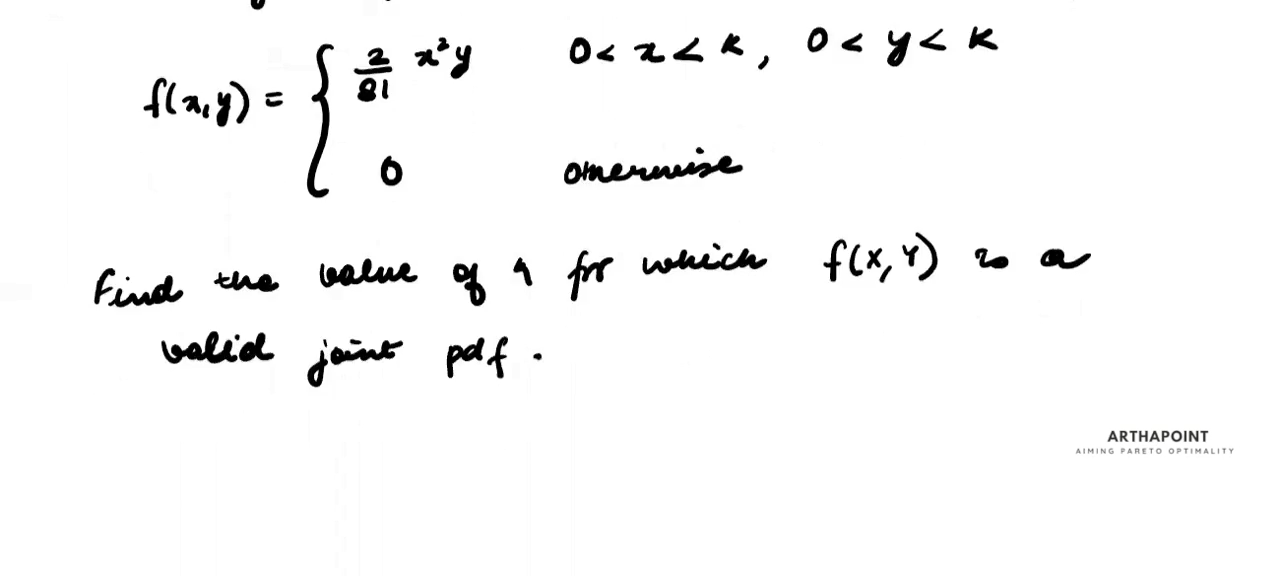 f(x,y) = { 2/81 x²y 0 < x < k, 0 < y < k
0 otherwise
Find the value of k for which f(X,Y) is a
valid joint pdf.
ARTHAPOINT
AIMING PARETO OPTIMALITY